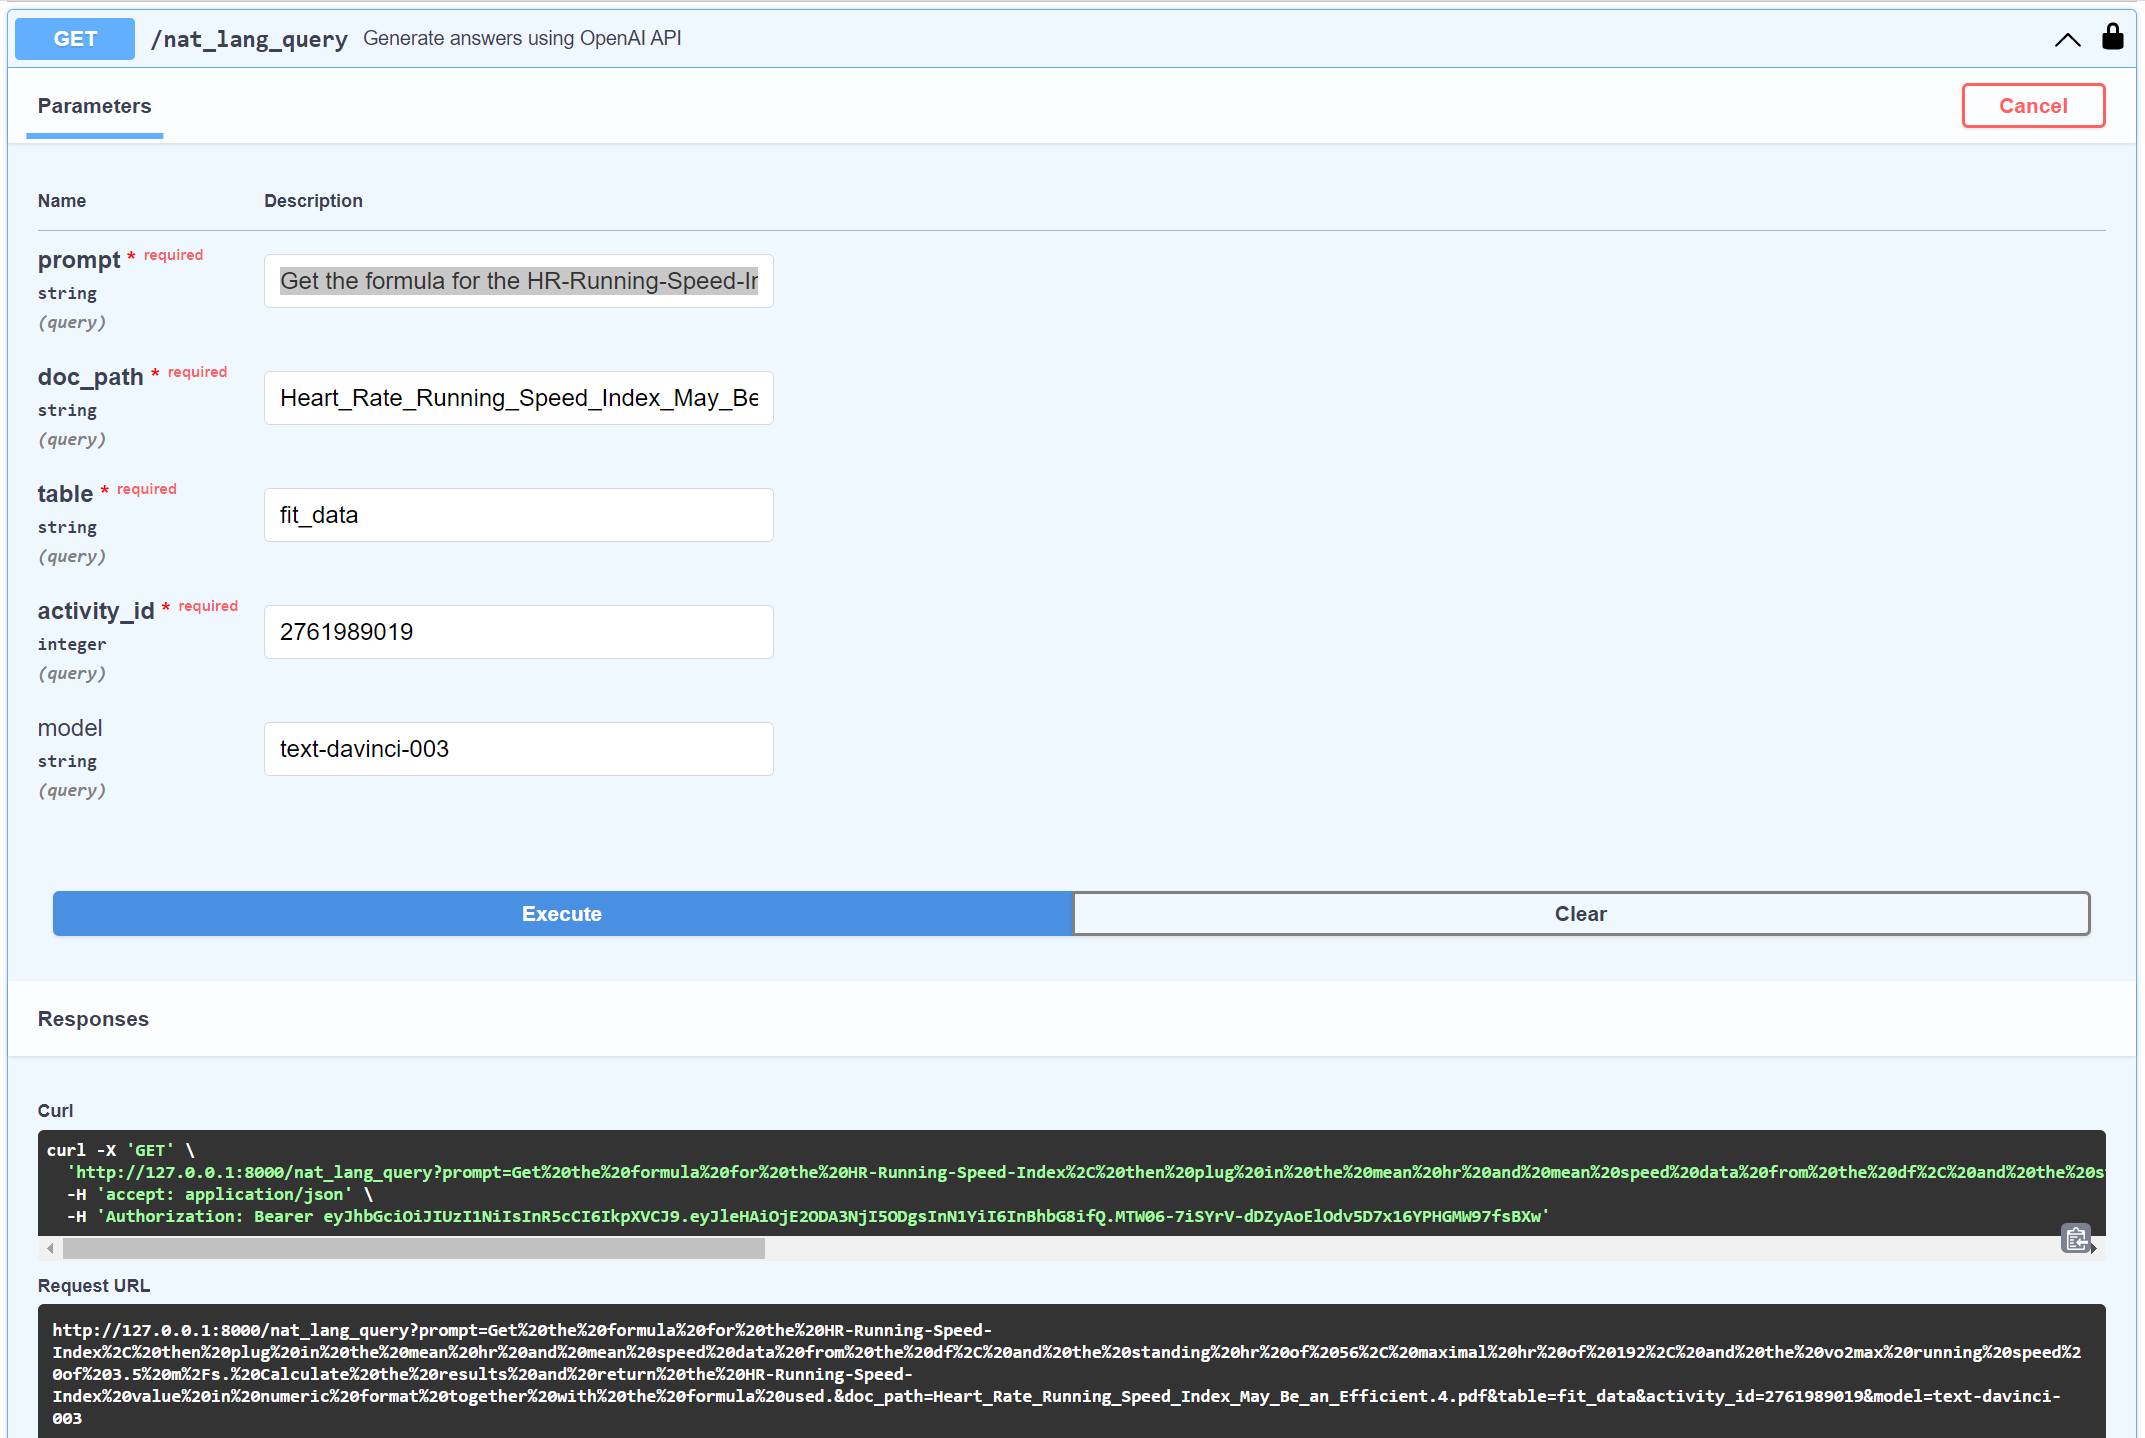 GET /nat_lang_query Generate answers using OpenAI API
Parameters
Cancel
Name Description
prompt * required
string
(query)
Get the formula for the HR-Running-Speed-In
doc_path * required
string
(query)
Heart_Rate_Running_Speed_Index_May_Be
table * required
string
(query)
fit_data
activity_id * required
integer
(query)
2761989019
model
string
(query)
text-davinci-003
Execute
Clear
Responses
Curl
curl -X 'GET' \
'http://127.0.0.1:8000/nat_lang_query?prompt=Get%20the%20formula%20for%20the%20HR-Running-Speed-Index%2C%20then%20plug%20in%20the%20mean%20hr%20and%20mean%20speed%20data%20from%20the%20df%2C%20and%20the%20s
-H 'accept: application/json' \
-H 'Authorization: Bearer eyJhbGciOiJIUzI1NiIsInR5cCI6IkpXVCJ9.eyJleHAiOjE2ODA3NjI5ODgsInN1YiI6InBhbG8ifQ.MTW06-7iSYrV-dDZyAoElOdv5D7x16YPHGMW97fsBXw'
Request URL
http://127.0.0.1:8000/nat_lang_query?prompt=Get%20the%20formula%20for%20the%20HR-Running-Speed-
Index%2C%20then%20plug%20in%20the%20mean%20hr%20and%20mean%20speed%20data%20from%20the%20df%2C%20and%20the%20standing%20hr%20of%2056%2C%20maximal%20hr%20of%20192%2C%20and%20the%20vo2max%20running%20speed%2
0of%203.5%20m%2Fs.%20Calculate%20the%20results%20and%20return%20the%20HR-Running-Speed-
Index%20value%20in%20numeric%20format%20together%20with%20the%20formula%20used.&doc_path=Heart_Rate_Running_Speed_Index_May_Be_an_Efficient.4.pdf&table=fit_data&activity_id=2761989019&model=text-davinci-
003